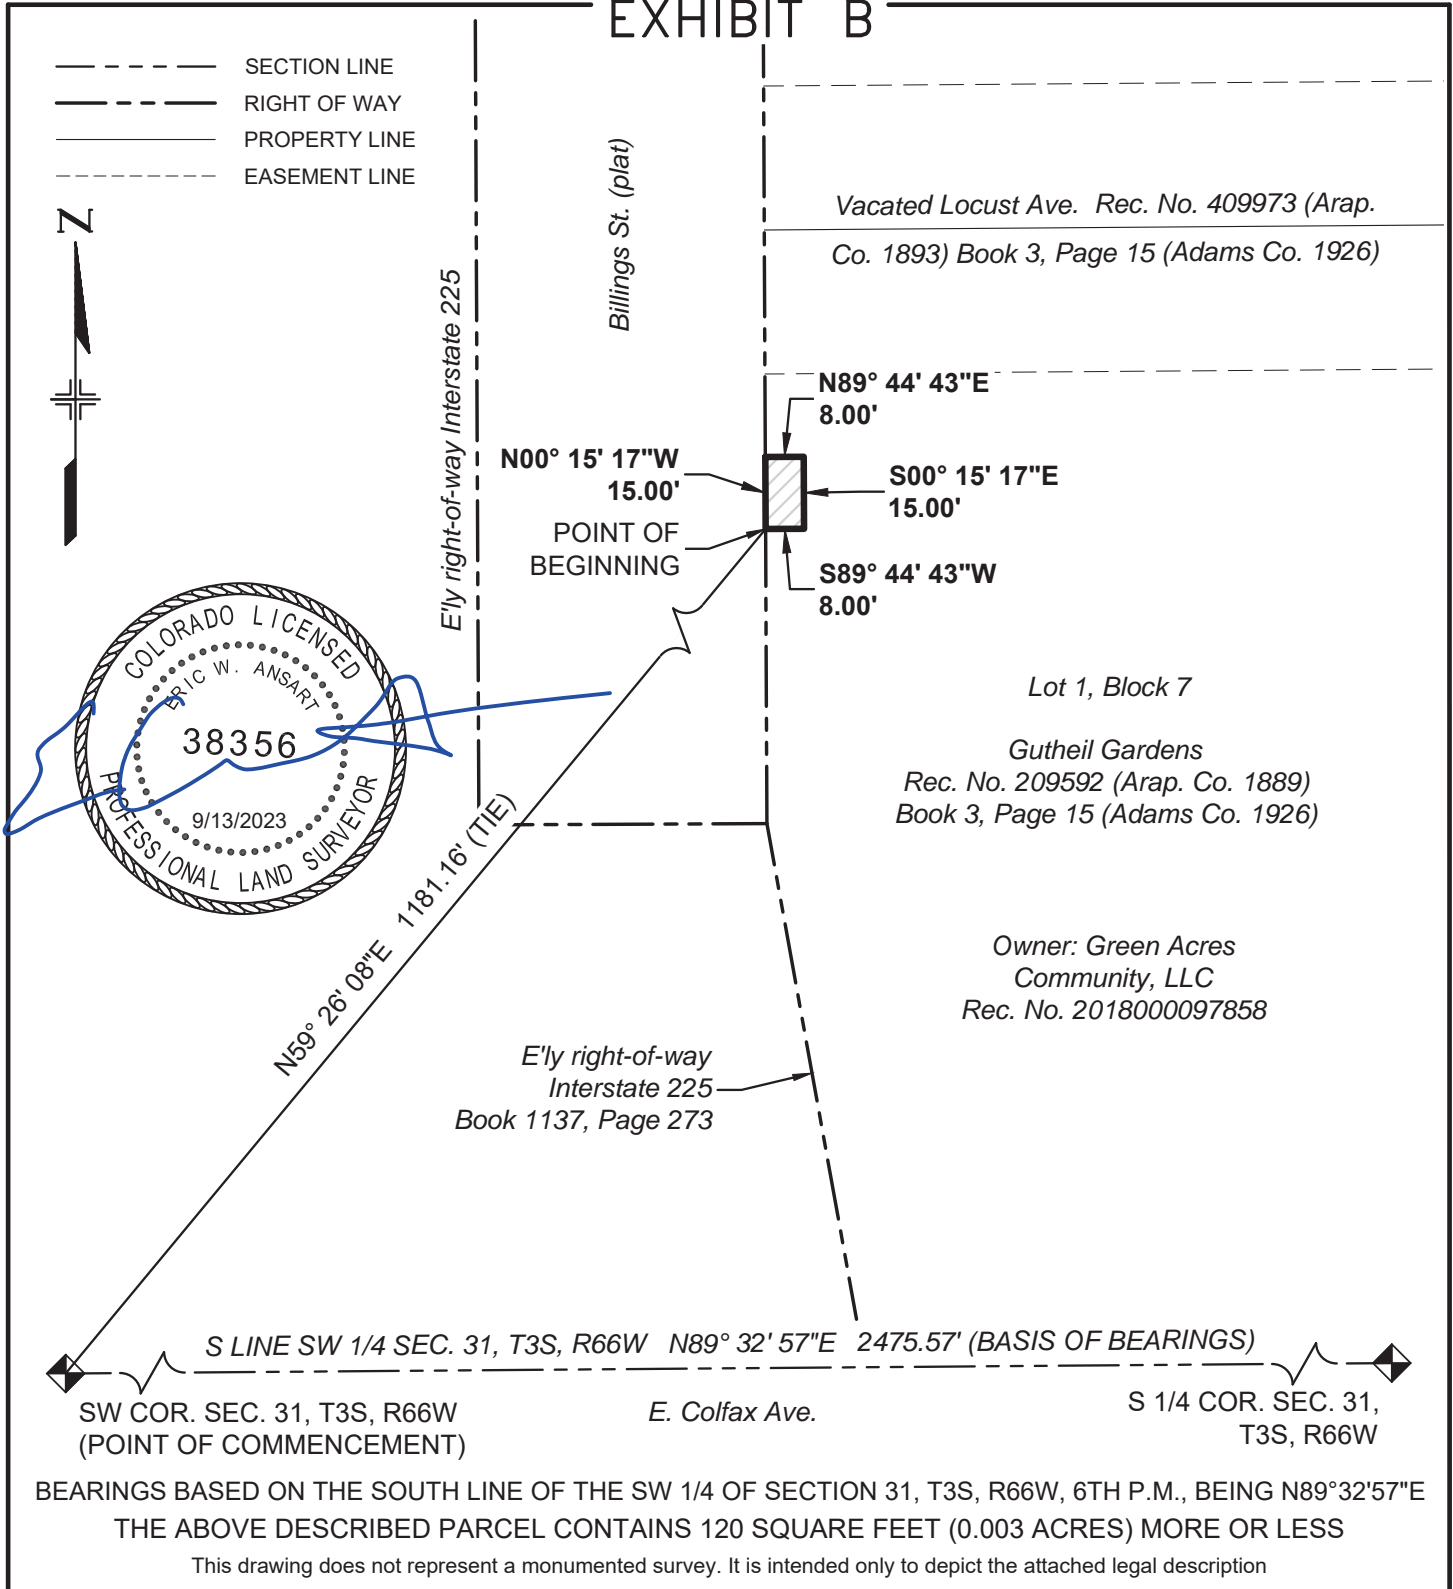 EXHIBIT B
SECTION LINE
RIGHT OF WAY
PROPERTY LINE
EASEMENT LINE
N
E'ly right-of-way Interstate 225
Billings St. (plat)
Vacated Locust Ave. Rec. No. 409973 (Arap.
Co. 1893) Book 3, Page 15 (Adams Co. 1926)
N89° 44' 43"E
8.00'
N00° 15' 17"W
15.00'
S00° 15' 17"E
15.00'
POINT OF
BEGINNING
S89° 44' 43"W
8.00'
COLORADO LICENSED
ERIC W. ANSART
38356
9/13/2023
PROFESSIONAL LAND SURVEYOR
Lot 1, Block 7
Gutheil Gardens
Rec. No. 209592 (Arap. Co. 1889)
Book 3, Page 15 (Adams Co. 1926)
N59° 26' 08"E 1181.16' (TIE)
Owner: Green Acres
Community, LLC
Rec. No. 2018000097858
E'ly right-of-way
Interstate 225
Book 1137, Page 273
S LINE SW 1/4 SEC. 31, T3S, R66W N89° 32' 57"E 2475.57' (BASIS OF BEARINGS)
SW COR. SEC. 31, T3S, R66W
(POINT OF COMMENCEMENT)
E. Colfax Ave.
S 1/4 COR. SEC. 31,
T3S, R66W
BEARINGS BASED ON THE SOUTH LINE OF THE SW 1/4 OF SECTION 31, T3S, R66W, 6TH P.M., BEING N89°32'57"E
THE ABOVE DESCRIBED PARCEL CONTAINS 120 SQUARE FEET (0.003 ACRES) MORE OR LESS
This drawing does not represent a monumented survey. It is intended only to depict the attached legal description